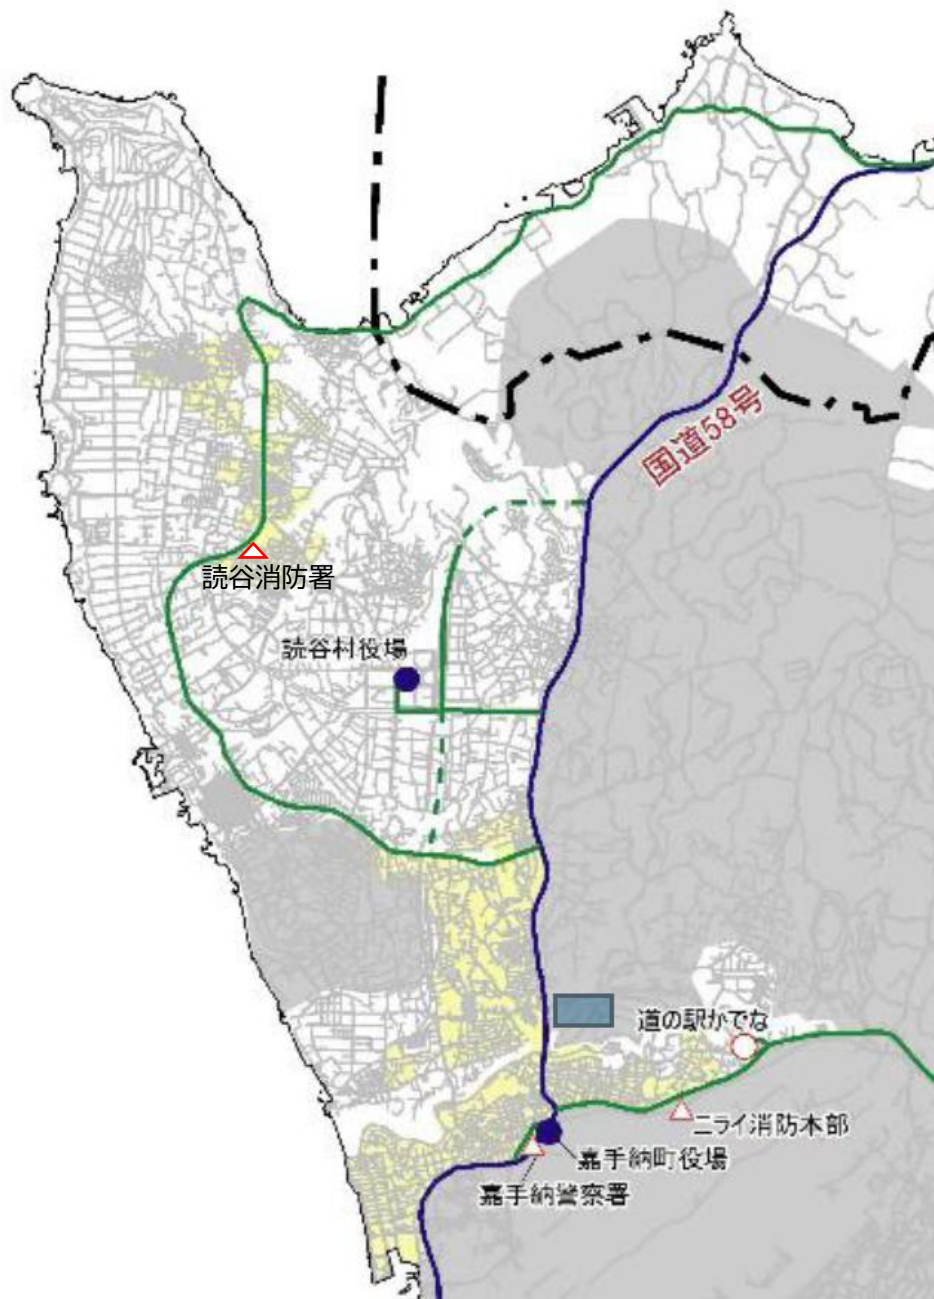 国道58号
読谷消防署
読谷村役場
道の駅かでな
ニライ消防本部
嘉手納町役場
嘉手納警察署